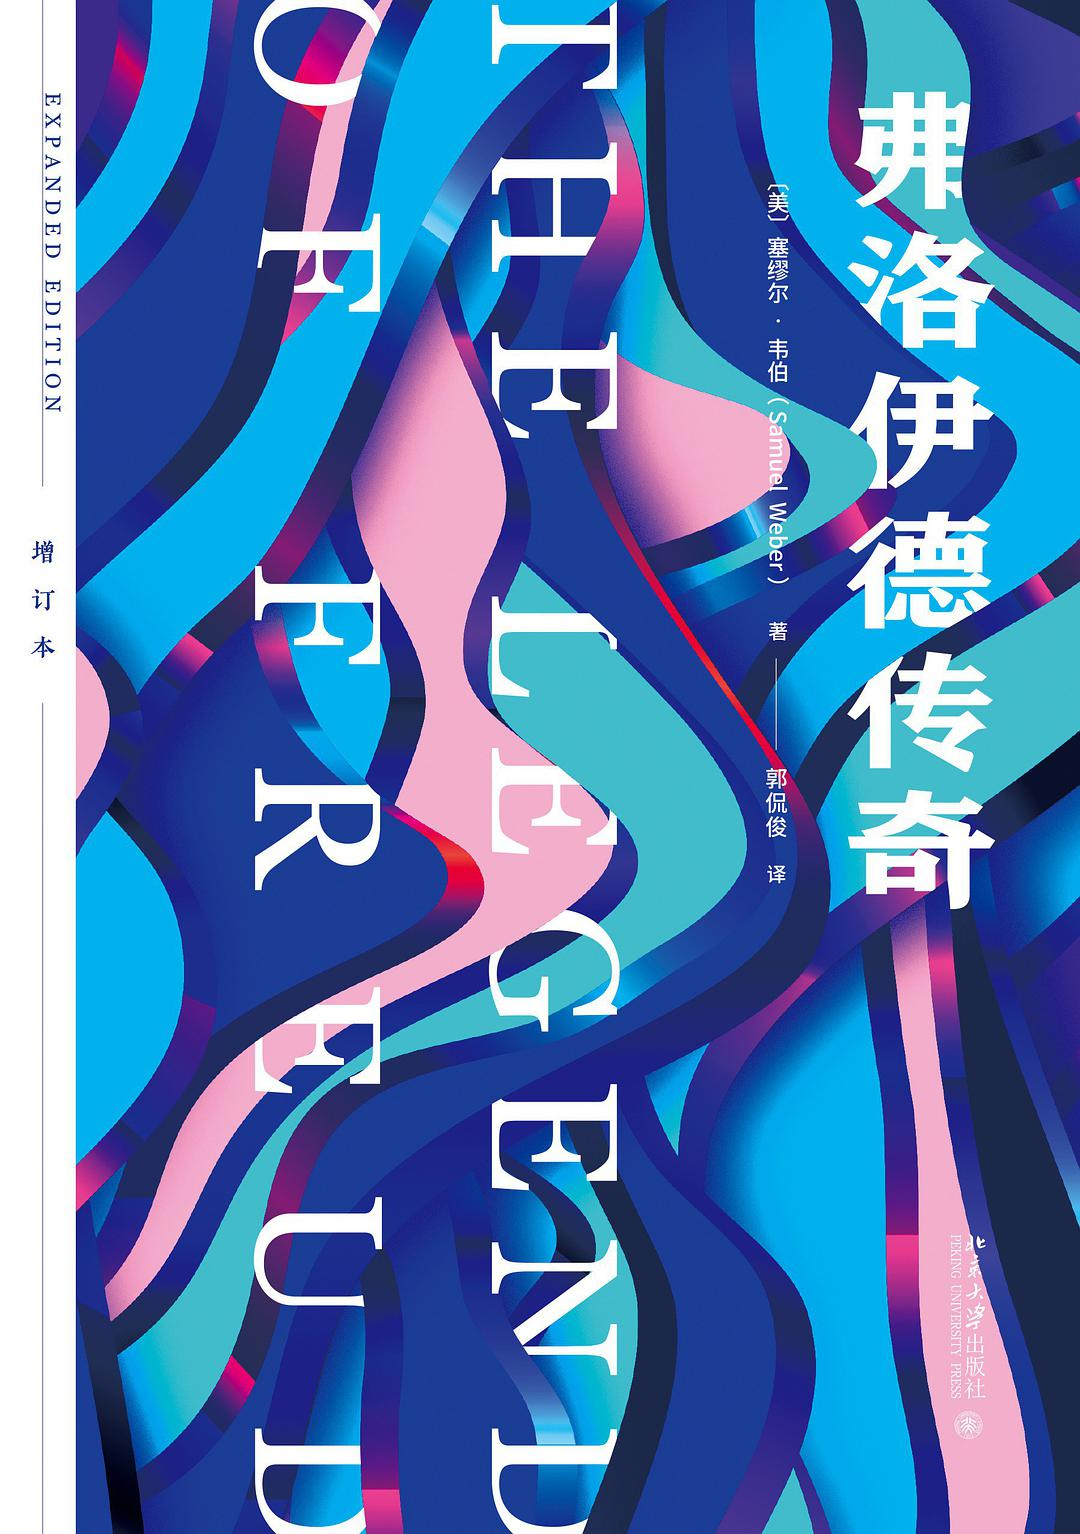 弗洛伊德传奇
〔美〕塞缪尔·韦伯(Samuel Weber) 著
郭侃俊 译
THE LEGEND
OF FREUD
EXPANDED EDITION
增订本
北京大学出版社
PEKING UNIVERSITY PRESS